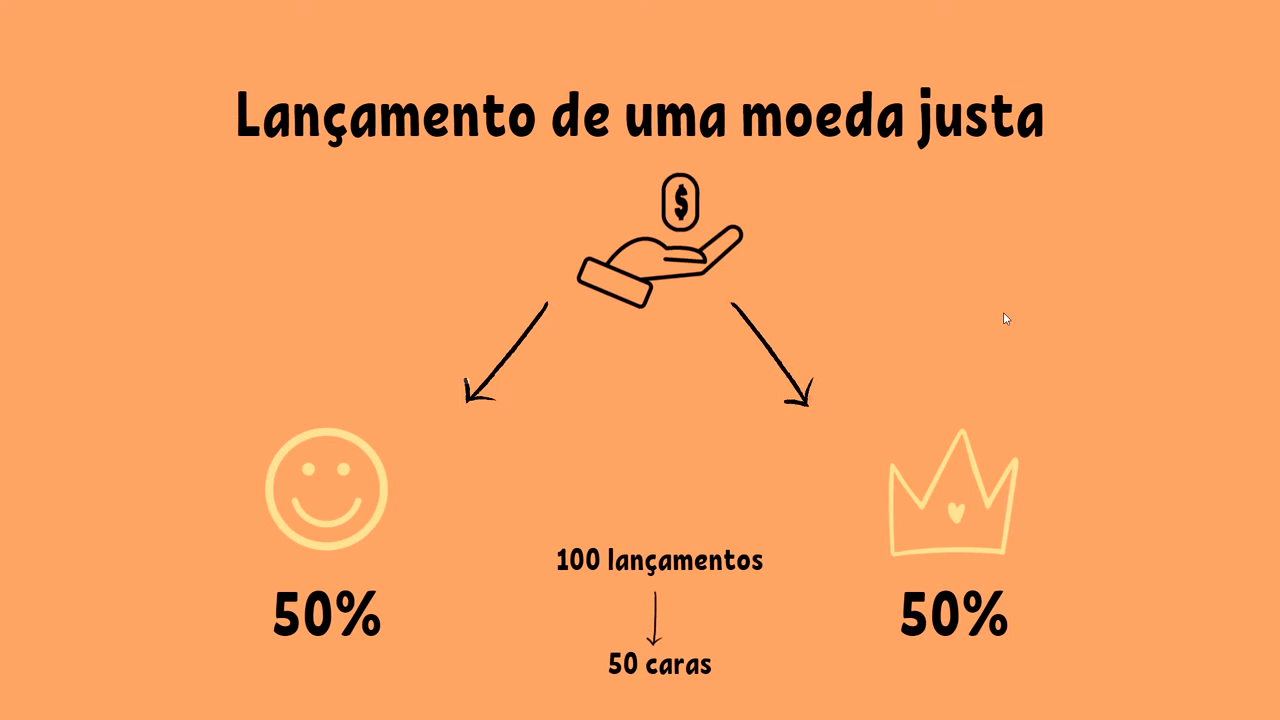 Lançamento de uma moeda justa
$
50%
100 lançamentos
50 caras
50%